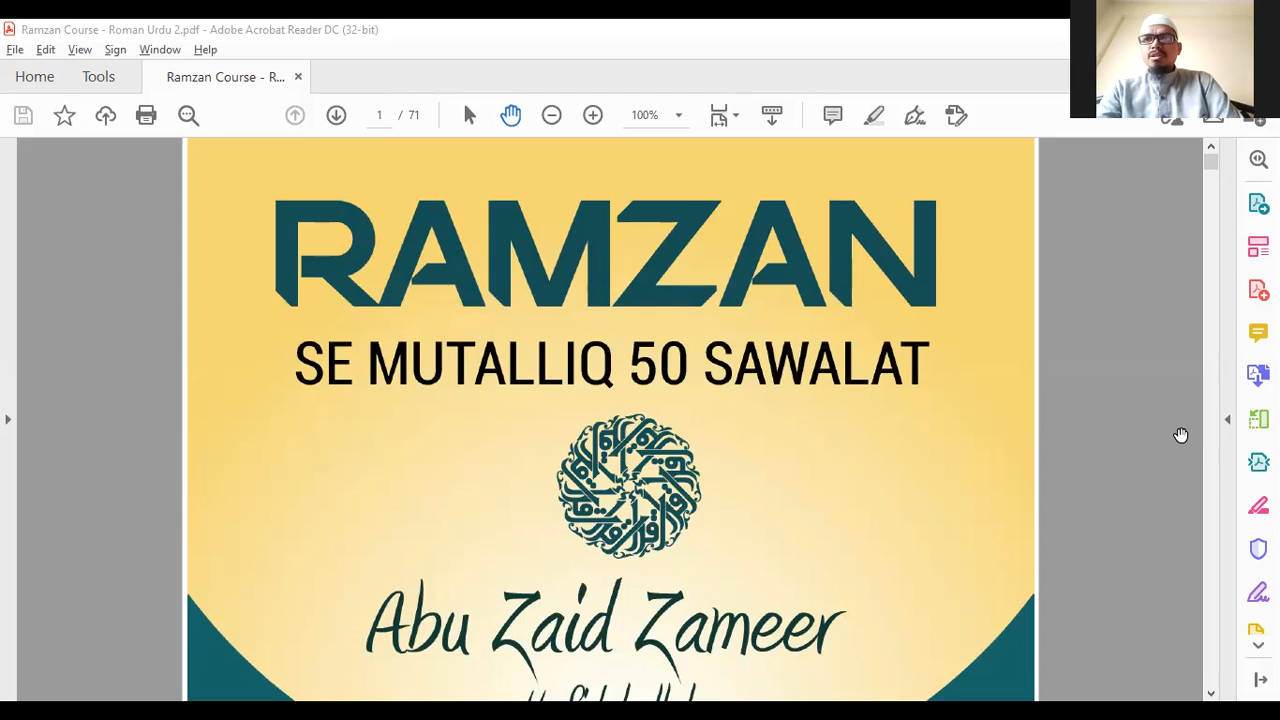 Ramzan Course - Roman Urdu 2.pdf - Adobe Acrobat Reader DC (32-bit)
File Edit View Sign Window Help
Home Tools Ramzan Course - R...
1 / 71 100%
RAMZAN
SE MUTALLIQ 50 SAWALAT
Abu Zaid Zameer